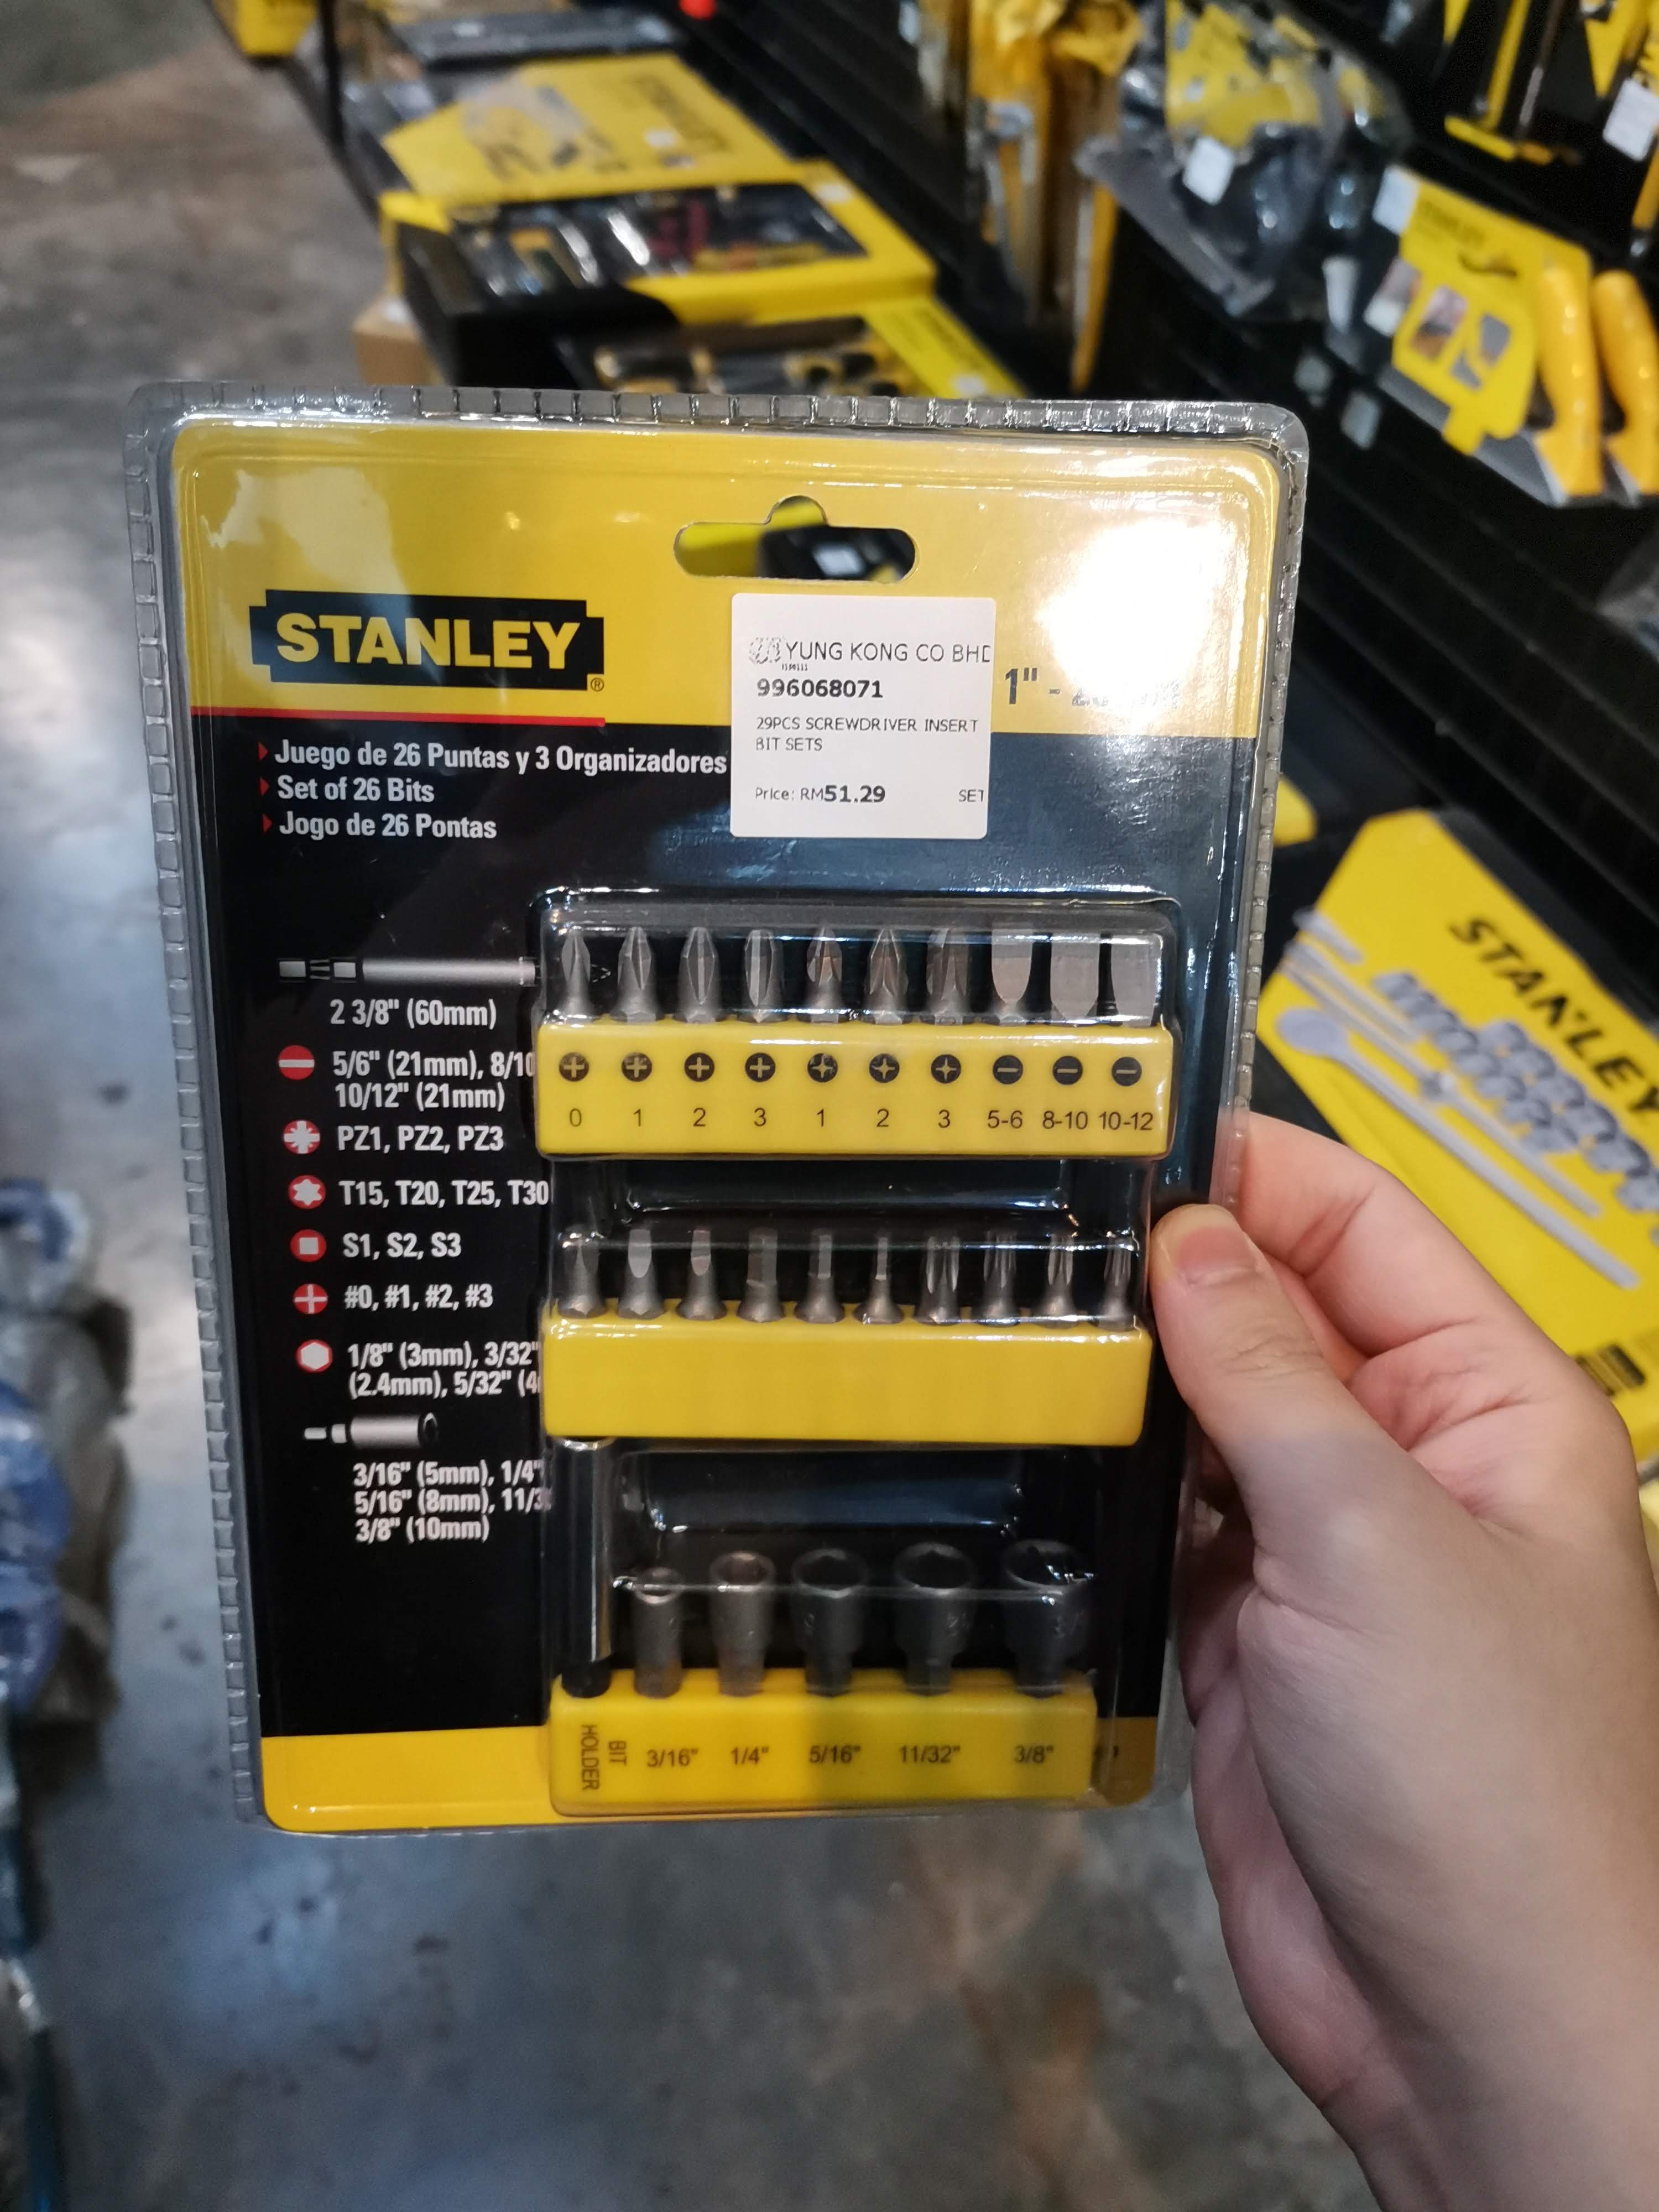 STANLEY
®
YUNG KONG CO BHD
996068071
29PCS SCREWDRIVER INSERT
BIT SETS
Price: RM51.29 SET
1" -
Juego de 26 Puntas y 3 Organizadores
Set of 26 Bits
Jogo de 26 Pontas
2 3/8" (60mm)
5/6" (21mm), 8/10
10/12" (21mm)
PZ1, PZ2, PZ3
T15, T20, T25, T30
S1, S2, S3
#0, #1, #2, #3
1/8" (3mm), 3/32"
(2.4mm), 5/32" (4
3/16" (5mm), 1/4"
5/16" (8mm), 11/3
3/8" (10mm)
0 1 2 3 1 2 3 5-6 8-10 10-12
BIT
HOLDER
3/16" 1/4" 5/16" 11/32" 3/8"
STANLEY